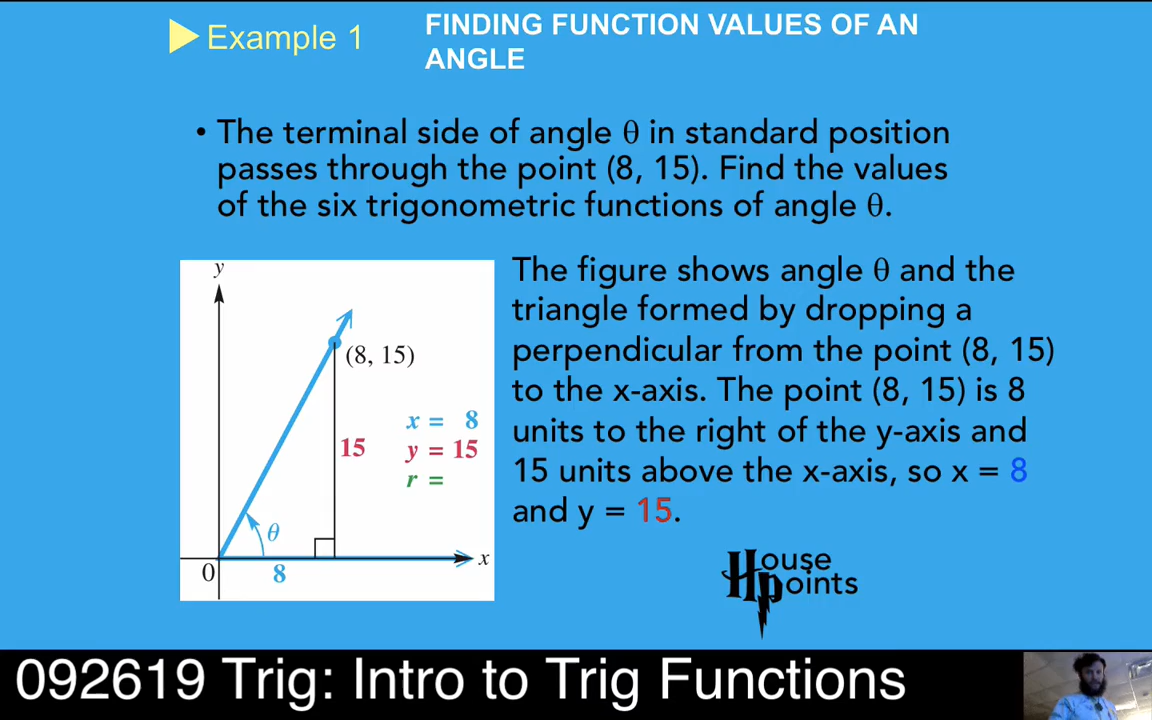 Example 1
FINDING FUNCTION VALUES OF AN
ANGLE
• The terminal side of angle θ in standard position
passes through the point (8, 15). Find the values
of the six trigonometric functions of angle θ.
y
(8, 15)
x = 8
15
y = 15
r =
θ
x
0
8
The figure shows angle θ and the
triangle formed by dropping a
perpendicular from the point (8, 15)
to the x-axis. The point (8, 15) is 8
units to the right of the y-axis and
15 units above the x-axis, so x = 8
and y = 15.
House
Points
092619 Trig: Intro to Trig Functions